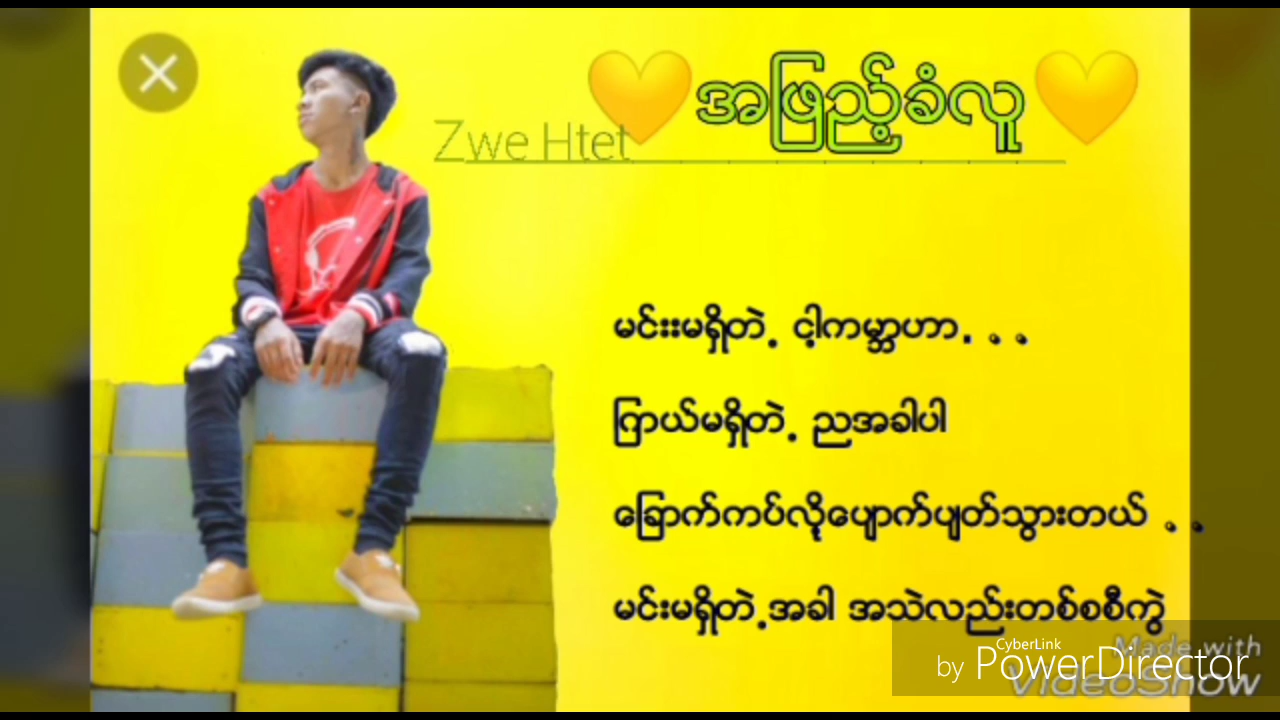 💛အဖြည့်ခံလူ💛
Zwe Htet
မင်းးမရှိတဲ့ ငါ့ကမ္ဘာဟာ. . .
ကြာယ်မရှိတဲ့ ညအခါပါ
ခြောက်ကပ်လို့ပျောက်ပျတ်သွားတယ် . .
မင်းမရှိတဲ့အခါ အသဲလည်းတစ်စစီကွဲ
Made with
VideoShow
CyberLink
by PowerDirector